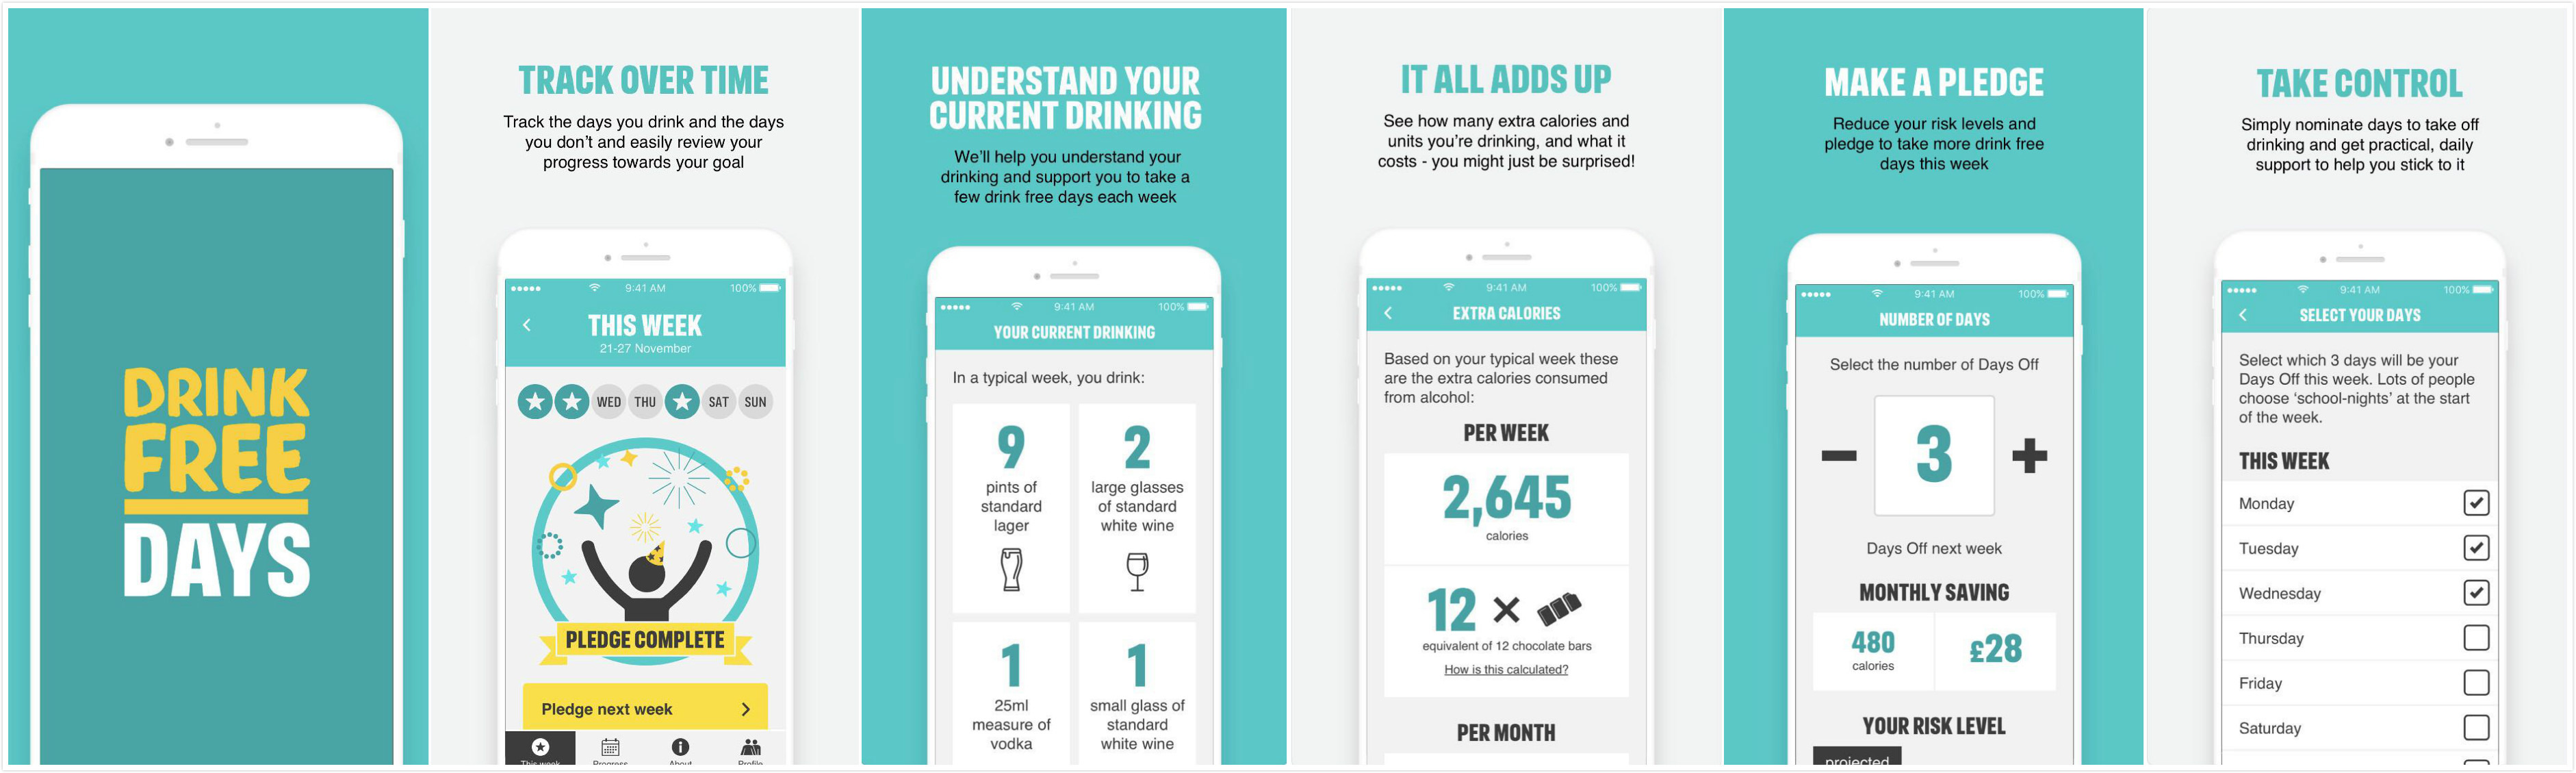 DRINK
FREE
DAYS
TRACK OVER TIME
Track the days you drink and the days
you don't and easily review your
progress towards your goal
9:41 AM
100%
THIS WEEK
21-27 November
WED
THU
SAT
SUN
PLEDGE COMPLETE
Pledge next week
This week
Progress
About
Profile
UNDERSTAND YOUR
CURRENT DRINKING
We'll help you understand your
drinking and support you to take a
few drink free days each week
9:41 AM
100%
YOUR CURRENT DRINKING
In a typical week, you drink:
9
pints of
standard
lager
2
large glasses
of standard
white wine
1
25ml
measure of
vodka
1
small glass of
standard
white wine
IT ALL ADDS UP
See how many extra calories and
units you're drinking, and what it
costs - you might just be surprised!
9:41 AM
100%
EXTRA CALORIES
Based on your typical week these
are the extra calories consumed
from alcohol:
PER WEEK
2,645
calories
12 ×
equivalent of 12 chocolate bars
How is this calculated?
PER MONTH
MAKE A PLEDGE
Reduce your risk levels and
pledge to take more drink free
days this week
9:41 AM
100%
NUMBER OF DAYS
Select the number of Days Off
− 3 +
Days Off next week
MONTHLY SAVING
480
calories
£28
YOUR RISK LEVEL
projected
TAKE CONTROL
Simply nominate days to take off
drinking and get practical, daily
support to help you stick to it
9:41 AM
100%
SELECT YOUR DAYS
Select which 3 days will be your
Days Off this week. Lots of people
choose 'school-nights' at the start
of the week.
THIS WEEK
Monday
Tuesday
Wednesday
Thursday
Friday
Saturday